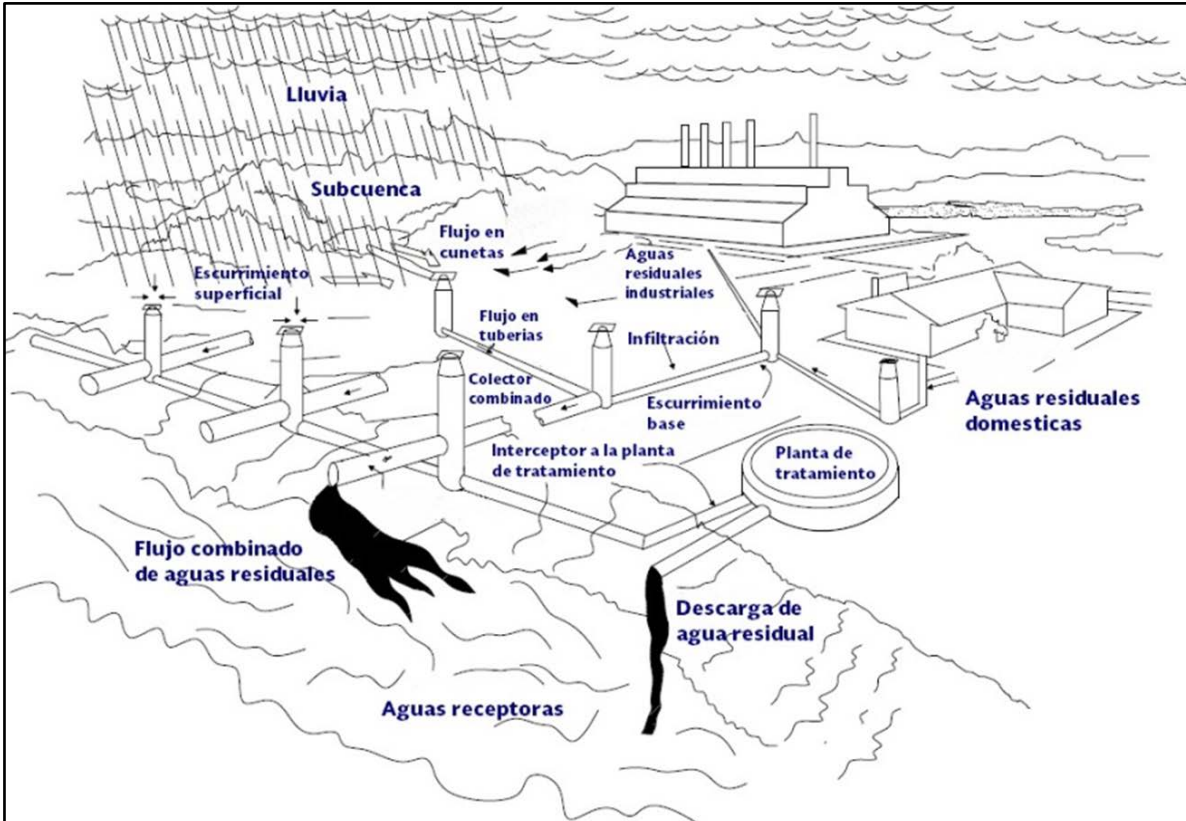 Lluvia
Subcuenca
Flujo en
cunetas
Escurrimiento
superficial
Aguas
residuales
industriales
Flujo en
tuberias
Infiltración
Colector
combinado
Escurrimiento
base
Aguas residuales
domesticas
Interceptor a la planta
de tratamiento
Planta de
tratamiento
Flujo combinado
de aguas residuales
Descarga de
agua residual
Aguas receptoras